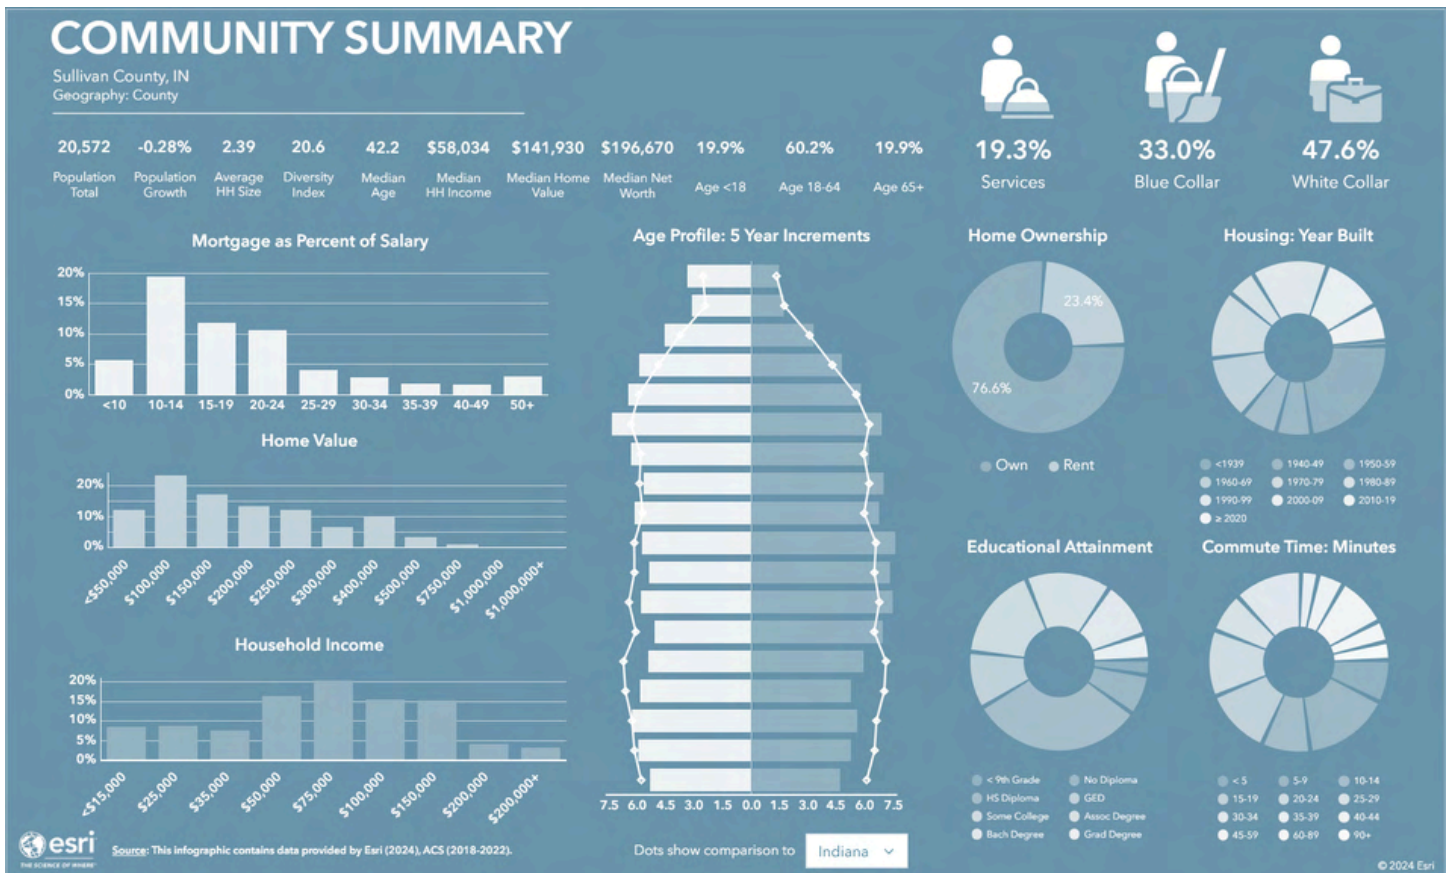 COMMUNITY SUMMARY
Sullivan County, IN
Geography: County
20,572
Population
Total
-0.28%
Population
Growth
2.39
Average
HH Size
20.6
Diversity
Index
42.2
Median
Age
$58,034
Median
HH Income
$141,930
Median Home
Value
$196,670
Median Net
Worth
19.9%
Age <18
60.2%
Age 18-64
19.9%
Age 65+
19.3%
Services
33.0%
Blue Collar
47.6%
White Collar
Mortgage as Percent of Salary
20%
15%
10%
5%
0%
<10 10-14 15-19 20-24 25-29 30-34 35-39 40-49 50+
Home Value
20%
10%
0%
<$50,000 $100,000 $150,000 $200,000 $250,000 $300,000 $400,000 $500,000 $750,000 $1,000,000 $1,000,000+
Household Income
20%
15%
10%
5%
0%
<$15,000 $25,000 $35,000 $50,000 $75,000 $100,000 $150,000 $200,000 $200,000+
Age Profile: 5 Year Increments
7.5 6.0 4.5 3.0 1.5 0.0 1.5 3.0 4.5 6.0 7.5
Dots show comparison to Indiana
Home Ownership
23.4%
76.6%
Own Rent
Housing: Year Built
<1939 1940-49 1950-59
1960-69 1970-79 1980-89
1990-99 2000-09 2010-19
≥ 2020
Educational Attainment
< 9th Grade No Diploma
HS Diploma GED
Some College Assoc Degree
Bach Degree Grad Degree
Commute Time: Minutes
< 5 5-9 10-14
15-19 20-24 25-29
30-34 35-39 40-44
45-59 60-89 90+
esri
THE SCIENCE OF WHERE
Source: This infographic contains data provided by Esri (2024), ACS (2018-2022).
© 2024 Esri